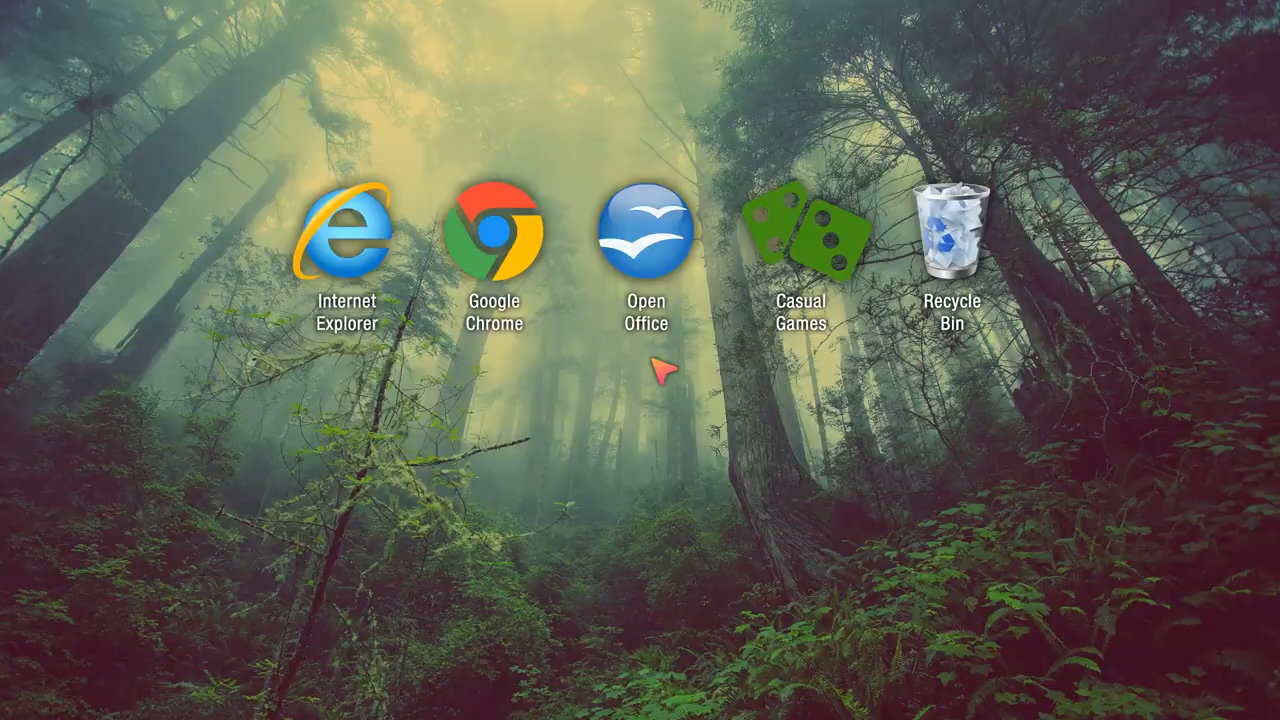 Internet
Explorer
Google
Chrome
Open
Office
Casual
Games
Recycle
Bin